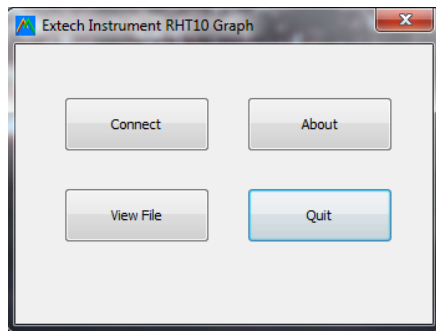 Extech Instrument RHT10 Graph
Connect
About
View File
Quit